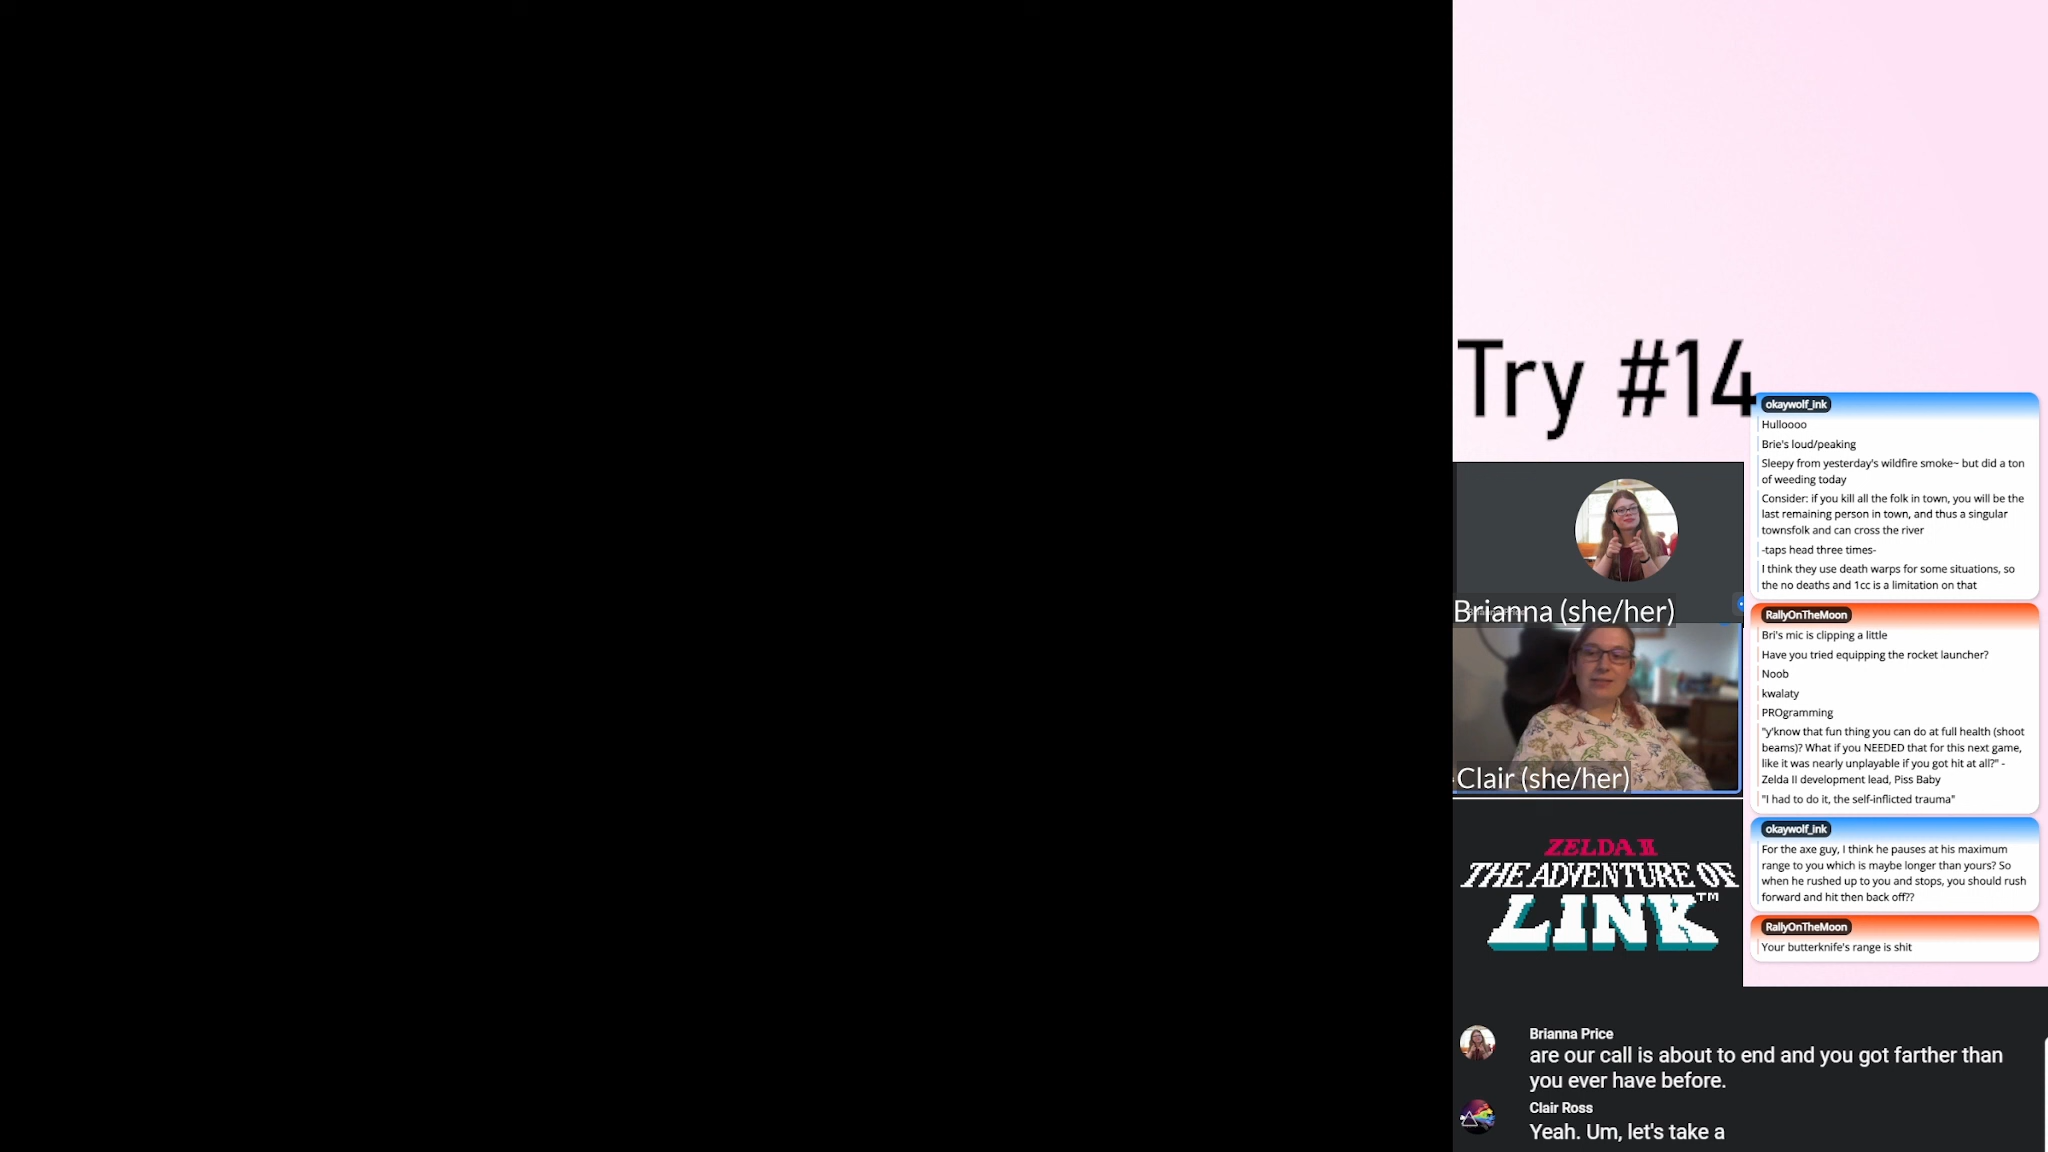 Try #14
okaywolf_ink
Hulloooo
Brie's loud/peaking
Sleepy from yesterday's wildfire smoke~ but did a ton
of weeding today
Consider: if you kill all the folk in town, you will be the
last remaining person in town, and thus a singular
townsfolk and can cross the river
-taps head three times-
I think they use death warps for some situations, so
the no deaths and 1cc is a limitation on that
RallyOnTheMoon
Bri's mic is clipping a little
Have you tried equipping the rocket launcher?
Noob
kwalaty
PROgramming
"y'know that fun thing you can do at full health (shoot
beams)? What if you NEEDED that for this next game,
like it was nearly unplayable if you got hit at all?" -
Zelda II development lead, Piss Baby
"I had to do it, the self-inflicted trauma"
okaywolf_ink
For the axe guy, I think he pauses at his maximum
range to you which is maybe longer than yours? So
when he rushed up to you and stops, you should rush
forward and hit then back off??
RallyOnTheMoon
Your butterknife's range is shit
Brianna (she/her)
Clair (she/her)
ZELDA II
THE ADVENTURE OF
LINK™
Brianna Price
are our call is about to end and you got farther than
you ever have before.
Clair Ross
Yeah. Um, let's take a